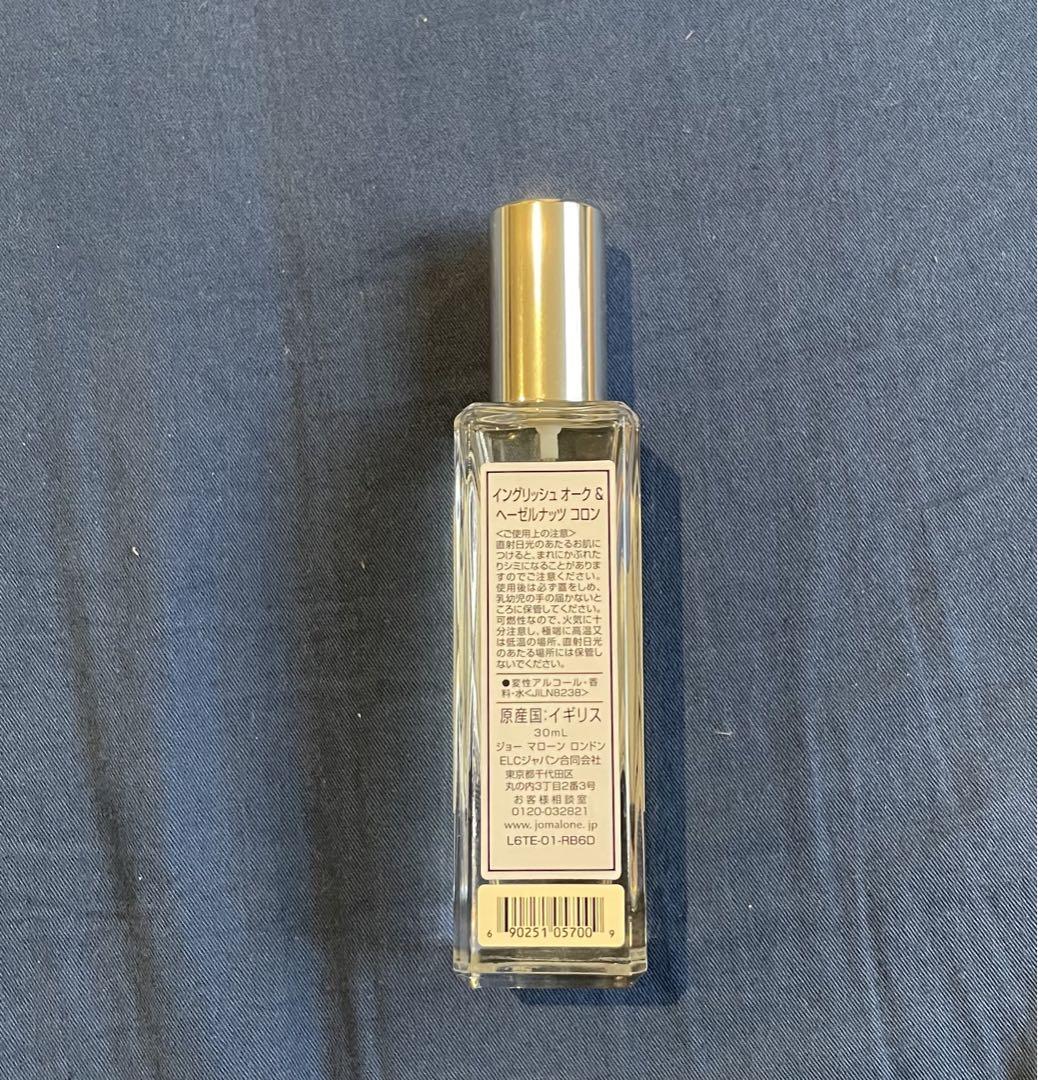 イングリッシュ オーク &
ヘーゼルナッツ コロン
<ご使用上の注意>
直射日光のあたるお肌に
つけると、まれにかぶれた
りシミになることがありま
すのでご注意ください。
使用後は必ず蓋をしめ、
乳幼児の手の届かないと
ころに保管してください。
可燃性なので、火気に十
分注意し、極端に高温又
は低温の場所、直射日光
のあたる場所には保管し
ないでください。
●変性アルコール・香
料・水<JILN8238>
原産国:イギリス
30mL
ジョー マローン ロンドン
ELCジャパン合同会社
東京都千代田区
丸の内3丁目2番3号
お客様相談室
0120-032821
www.jomalone.jp
L6TE-01-RB6D
6 90251 05700 9